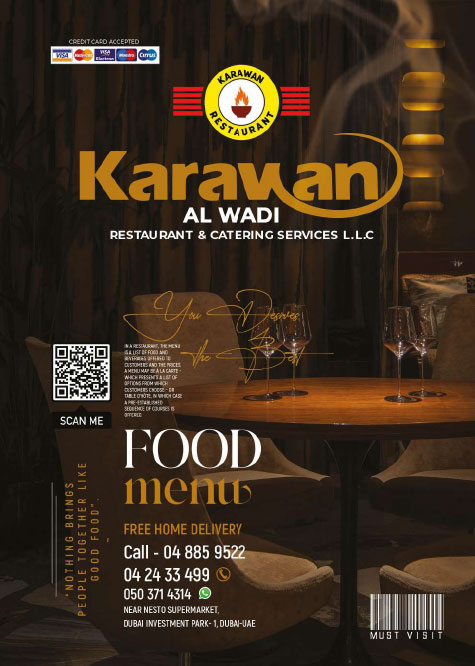 CREDIT CARD ACCEPTED
VISA MasterCard VISA Electron Maestro Cirrus
KARAWAN
RESTAURANT
Karawan
AL WADI
RESTAURANT & CATERING SERVICES L.L.C
You Desrves
the Best
IN A RESTAURANT, THE MENU
IS A LIST OF FOOD AND
BEVERAGES OFFERED TO
CUSTOMERS AND THE PRICES.
A MENU MAY BE À LA CARTE
WHICH PRESENTS A LIST OF
OPTIONS FROM WHICH
CUSTOMERS CHOOSE - OR
TABLE D'HÔTE, IN WHICH CASE
A PRE-ESTABLISHED
SEQUENCE OF COURSES IS
OFFERED.
SCAN ME
FOOD
menu
"NOTHING BRINGS
PEOPLE TOGETHER LIKE
GOOD FOOD".
FREE HOME DELIVERY
Call - 04 885 9522
04 24 33 499
050 371 4314
NEAR NESTO SUPERMARKET,
DUBAI INVESTMENT PARK- 1, DUBAI-UAE
MUST VISIT